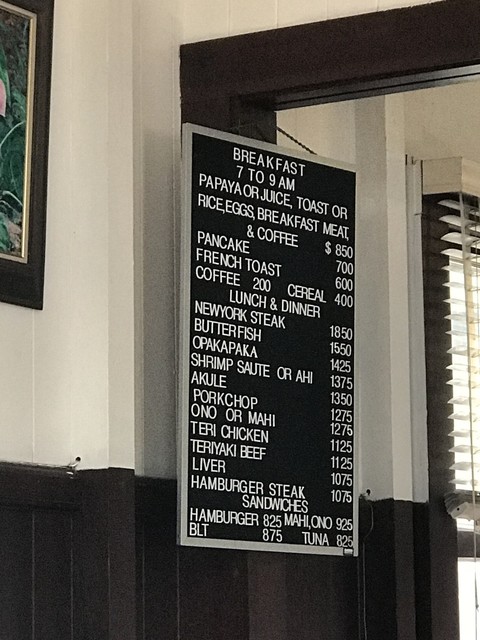 BREAKFAST
7 TO 9 AM
PAPAYA OR JUICE, TOAST OR
RICE, EGGS, BREAKFAST MEAT,
& COFFEE $ 850
PANCAKE 700
FRENCH TOAST 600
COFFEE 200 CEREAL 400
LUNCH & DINNER
NEWYORK STEAK 1850
BUTTERFISH 1550
OPAKAPAKA 1425
SHRIMP SAUTE OR AHI 1375
AKULE 1350
PORKCHOP 1275
ONO OR MAHI 1275
TERI CHICKEN 1125
TERIYAKI BEEF 1125
LIVER 1075
HAMBURGER STEAK 1075
SANDWICHES
HAMBURGER 825 MAHI,ONO 925
BLT 875 TUNA 825